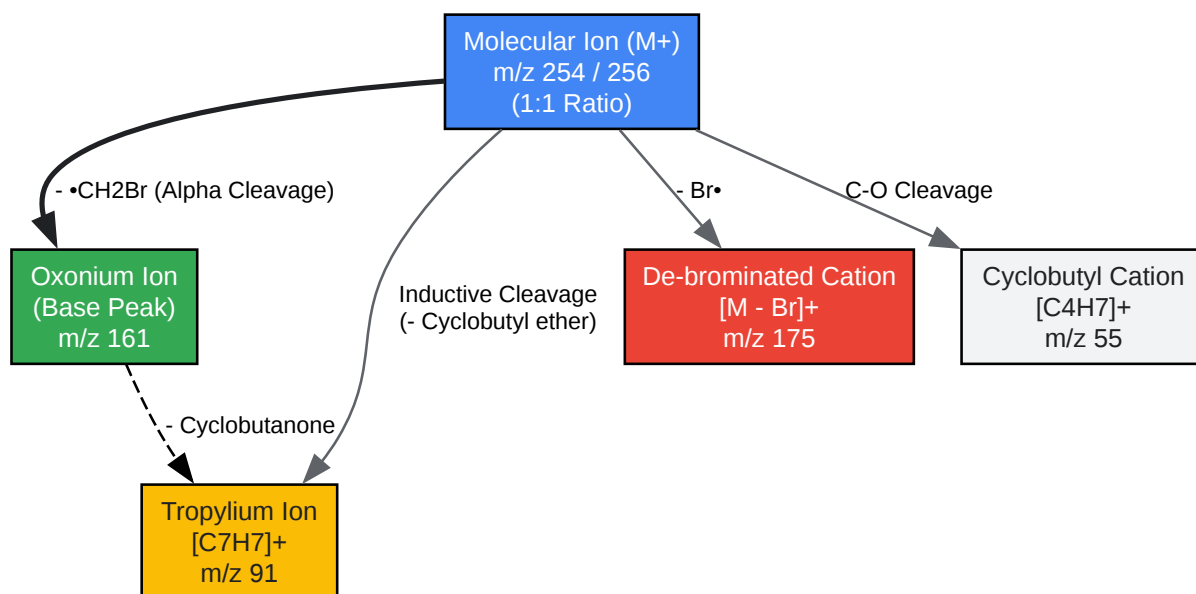 Molecular Ion (M+)
m/z 254 / 256
(1:1 Ratio)
- •CH2Br (Alpha Cleavage)
- Br•
C-O Cleavage
Oxonium Ion
(Base Peak)
m/z 161
Inductive Cleavage
(- Cyclobutyl ether)
De-brominated Cation
[M - Br]+
m/z 175
Cyclobutyl Cation
[C4H7]+
m/z 55
- Cyclobutanone
Tropylium Ion
[C7H7]+
m/z 91